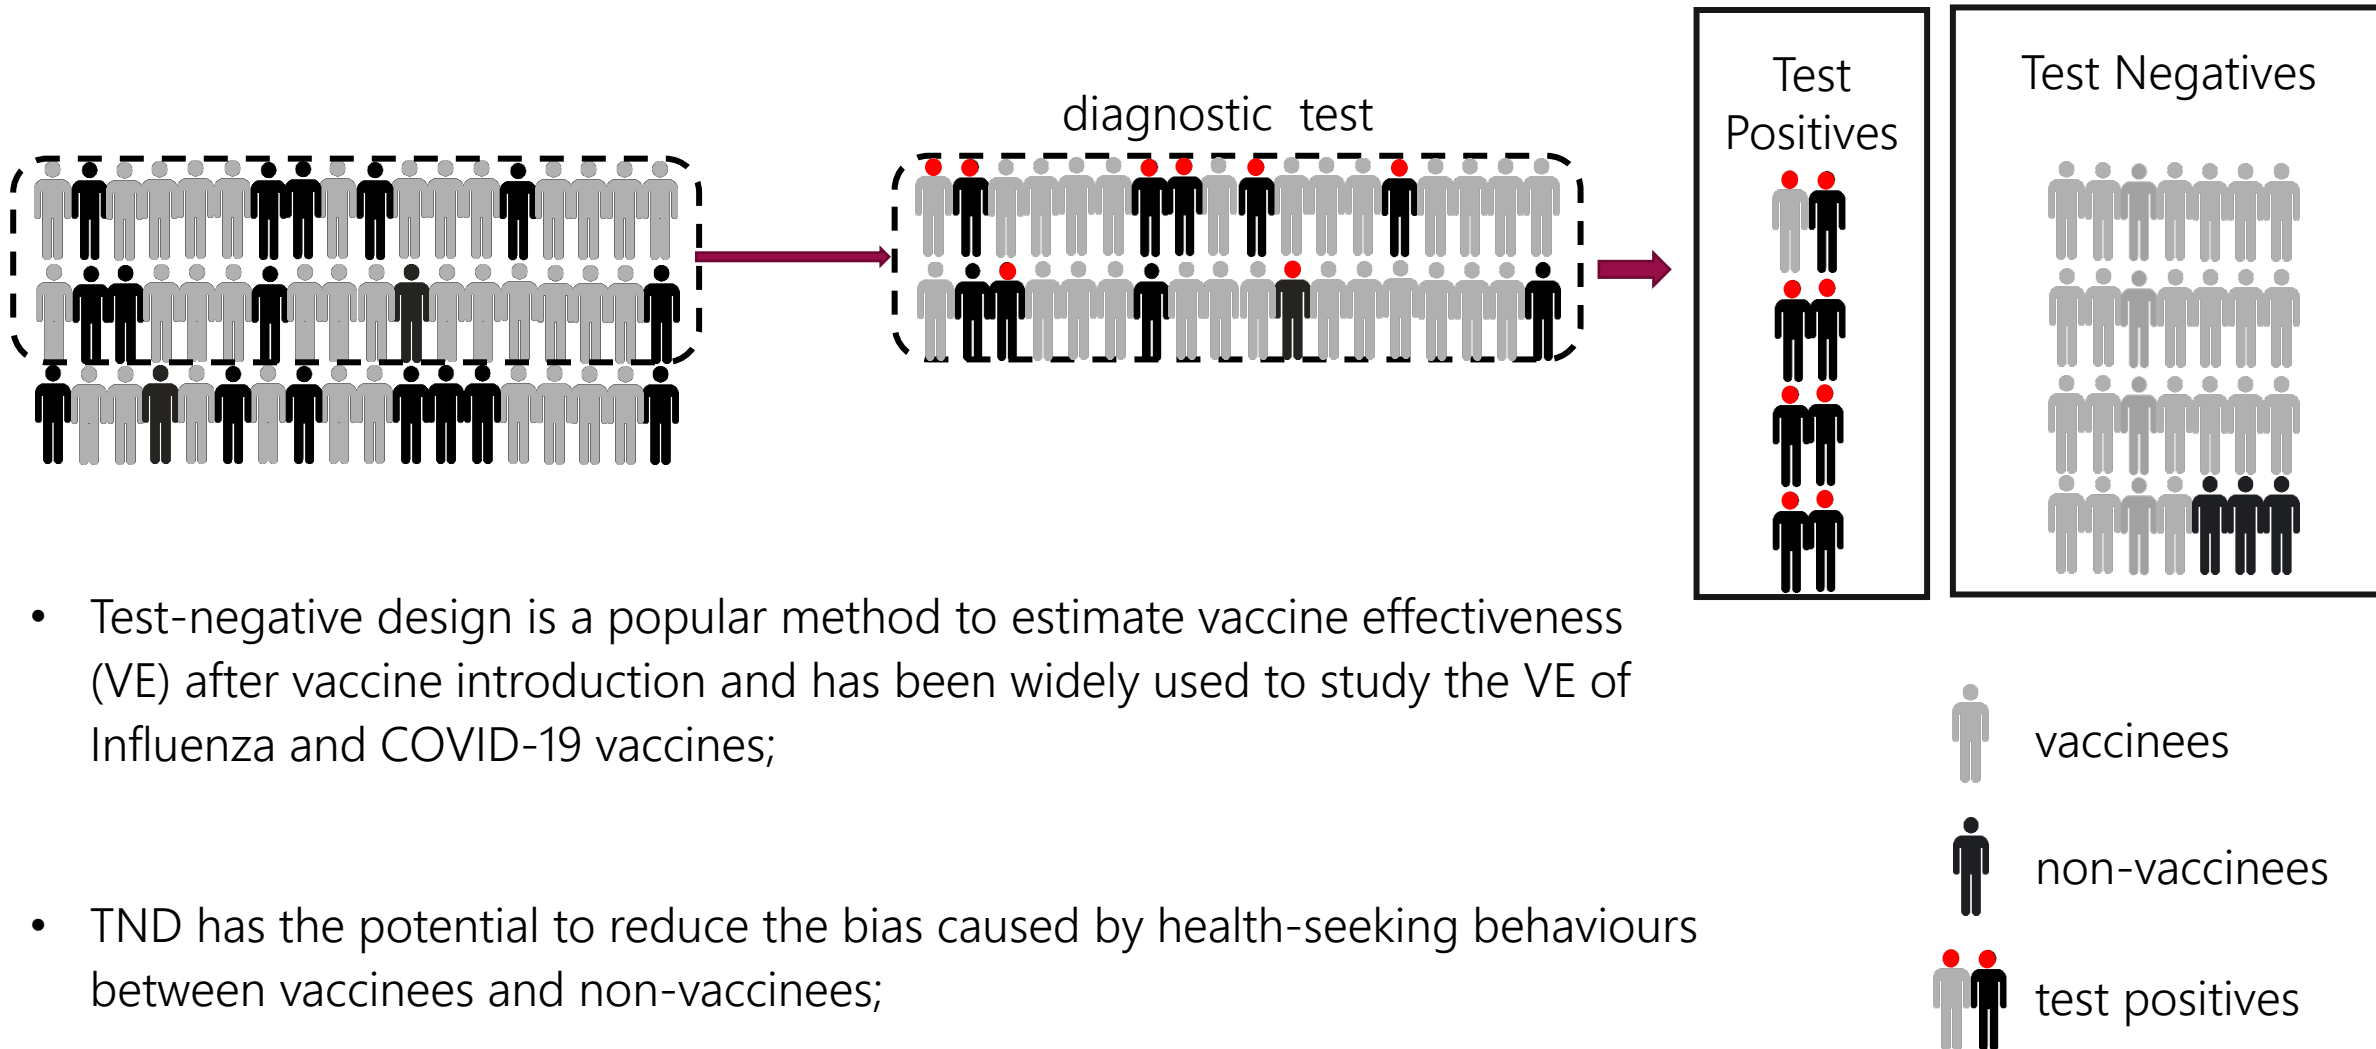 diagnostic test
Test
Positives
Test Negatives
• Test-negative design is a popular method to estimate vaccine effectiveness
(VE) after vaccine introduction and has been widely used to study the VE of
Influenza and COVID-19 vaccines;
• TND has the potential to reduce the bias caused by health-seeking behaviours
between vaccinees and non-vaccinees;
vaccinees
non-vaccinees
test positives